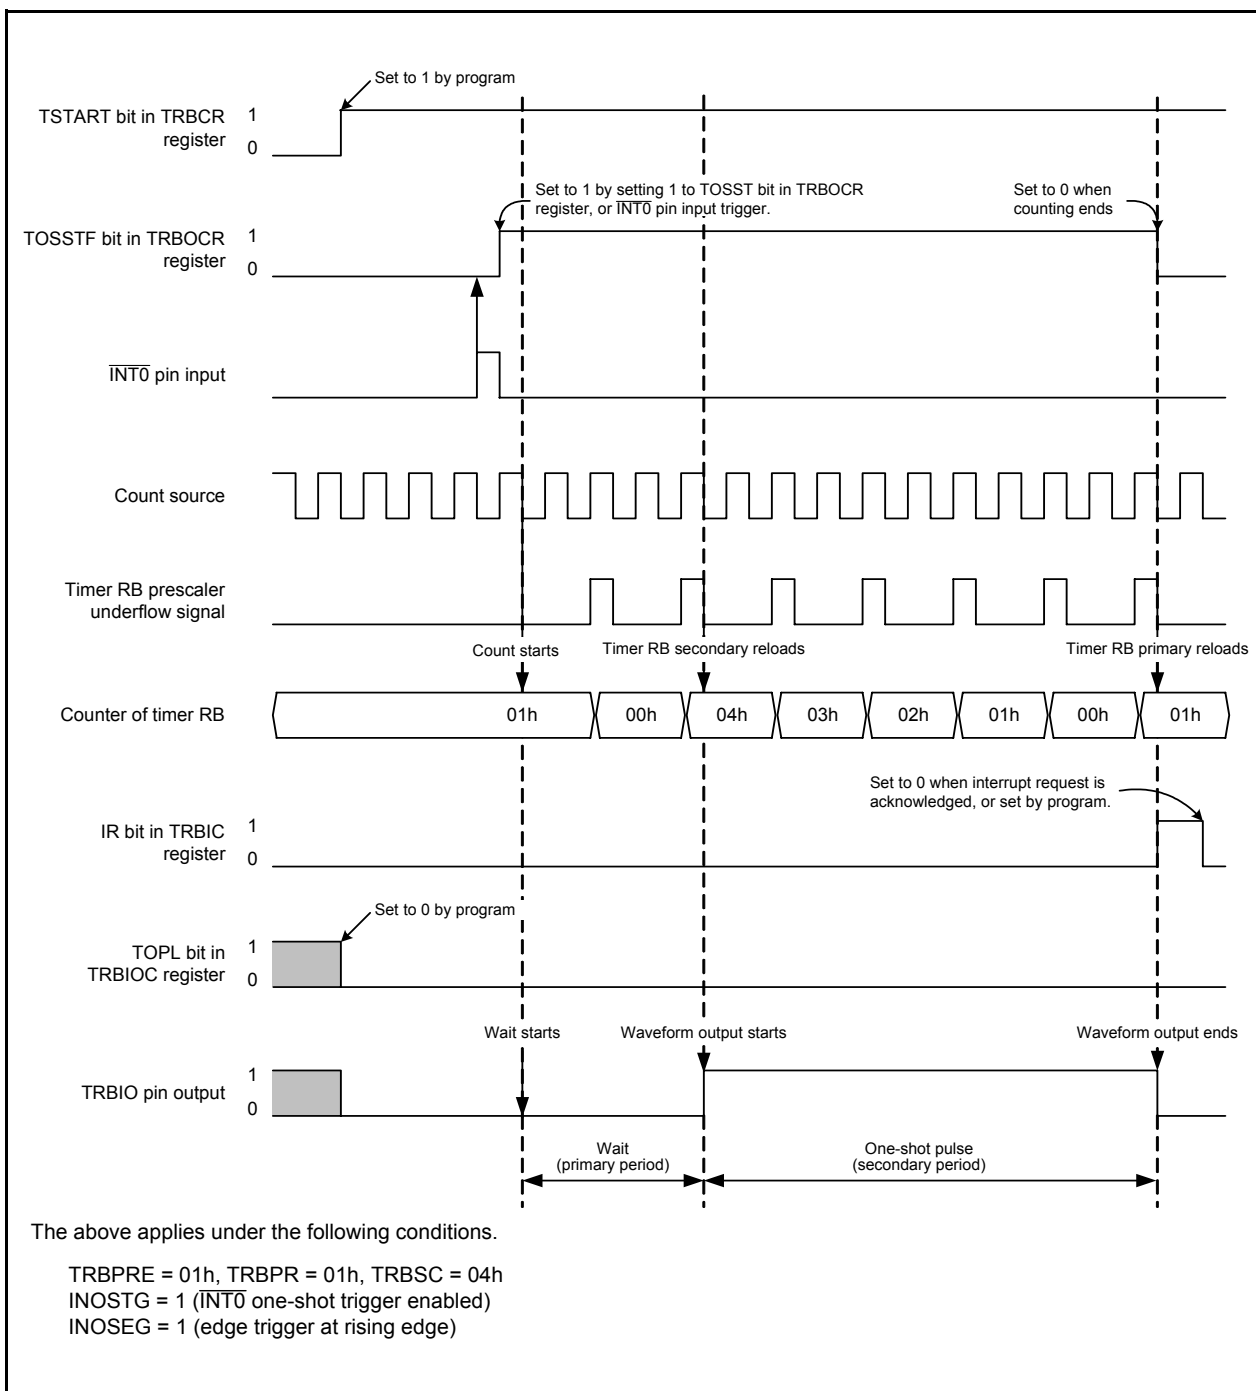 Set to 1 by program
TSTART bit in TRBCR
register
1
0
Set to 1 by setting 1 to TOSST bit in TRBOCR
register, or INT0 pin input trigger.
Set to 0 when
counting ends
TOSSTF bit in TRBOCR
register
1
0
INT0 pin input
Count source
Timer RB prescaler
underflow signal
Count starts
Timer RB secondary reloads
Timer RB primary reloads
Counter of timer RB
01h
00h
04h
03h
02h
01h
00h
01h
Set to 0 when interrupt request is
acknowledged, or set by program.
IR bit in TRBIC
register
1
0
Set to 0 by program
TOPL bit in
TRBIOC register
1
0
Wait starts
Waveform output starts
Waveform output ends
TRBIO pin output
1
0
Wait
(primary period)
One-shot pulse
(secondary period)
The above applies under the following conditions.
TRBPRE = 01h, TRBPR = 01h, TRBSC = 04h
INOSTG = 1 (INT0 one-shot trigger enabled)
INOSEG = 1 (edge trigger at rising edge)